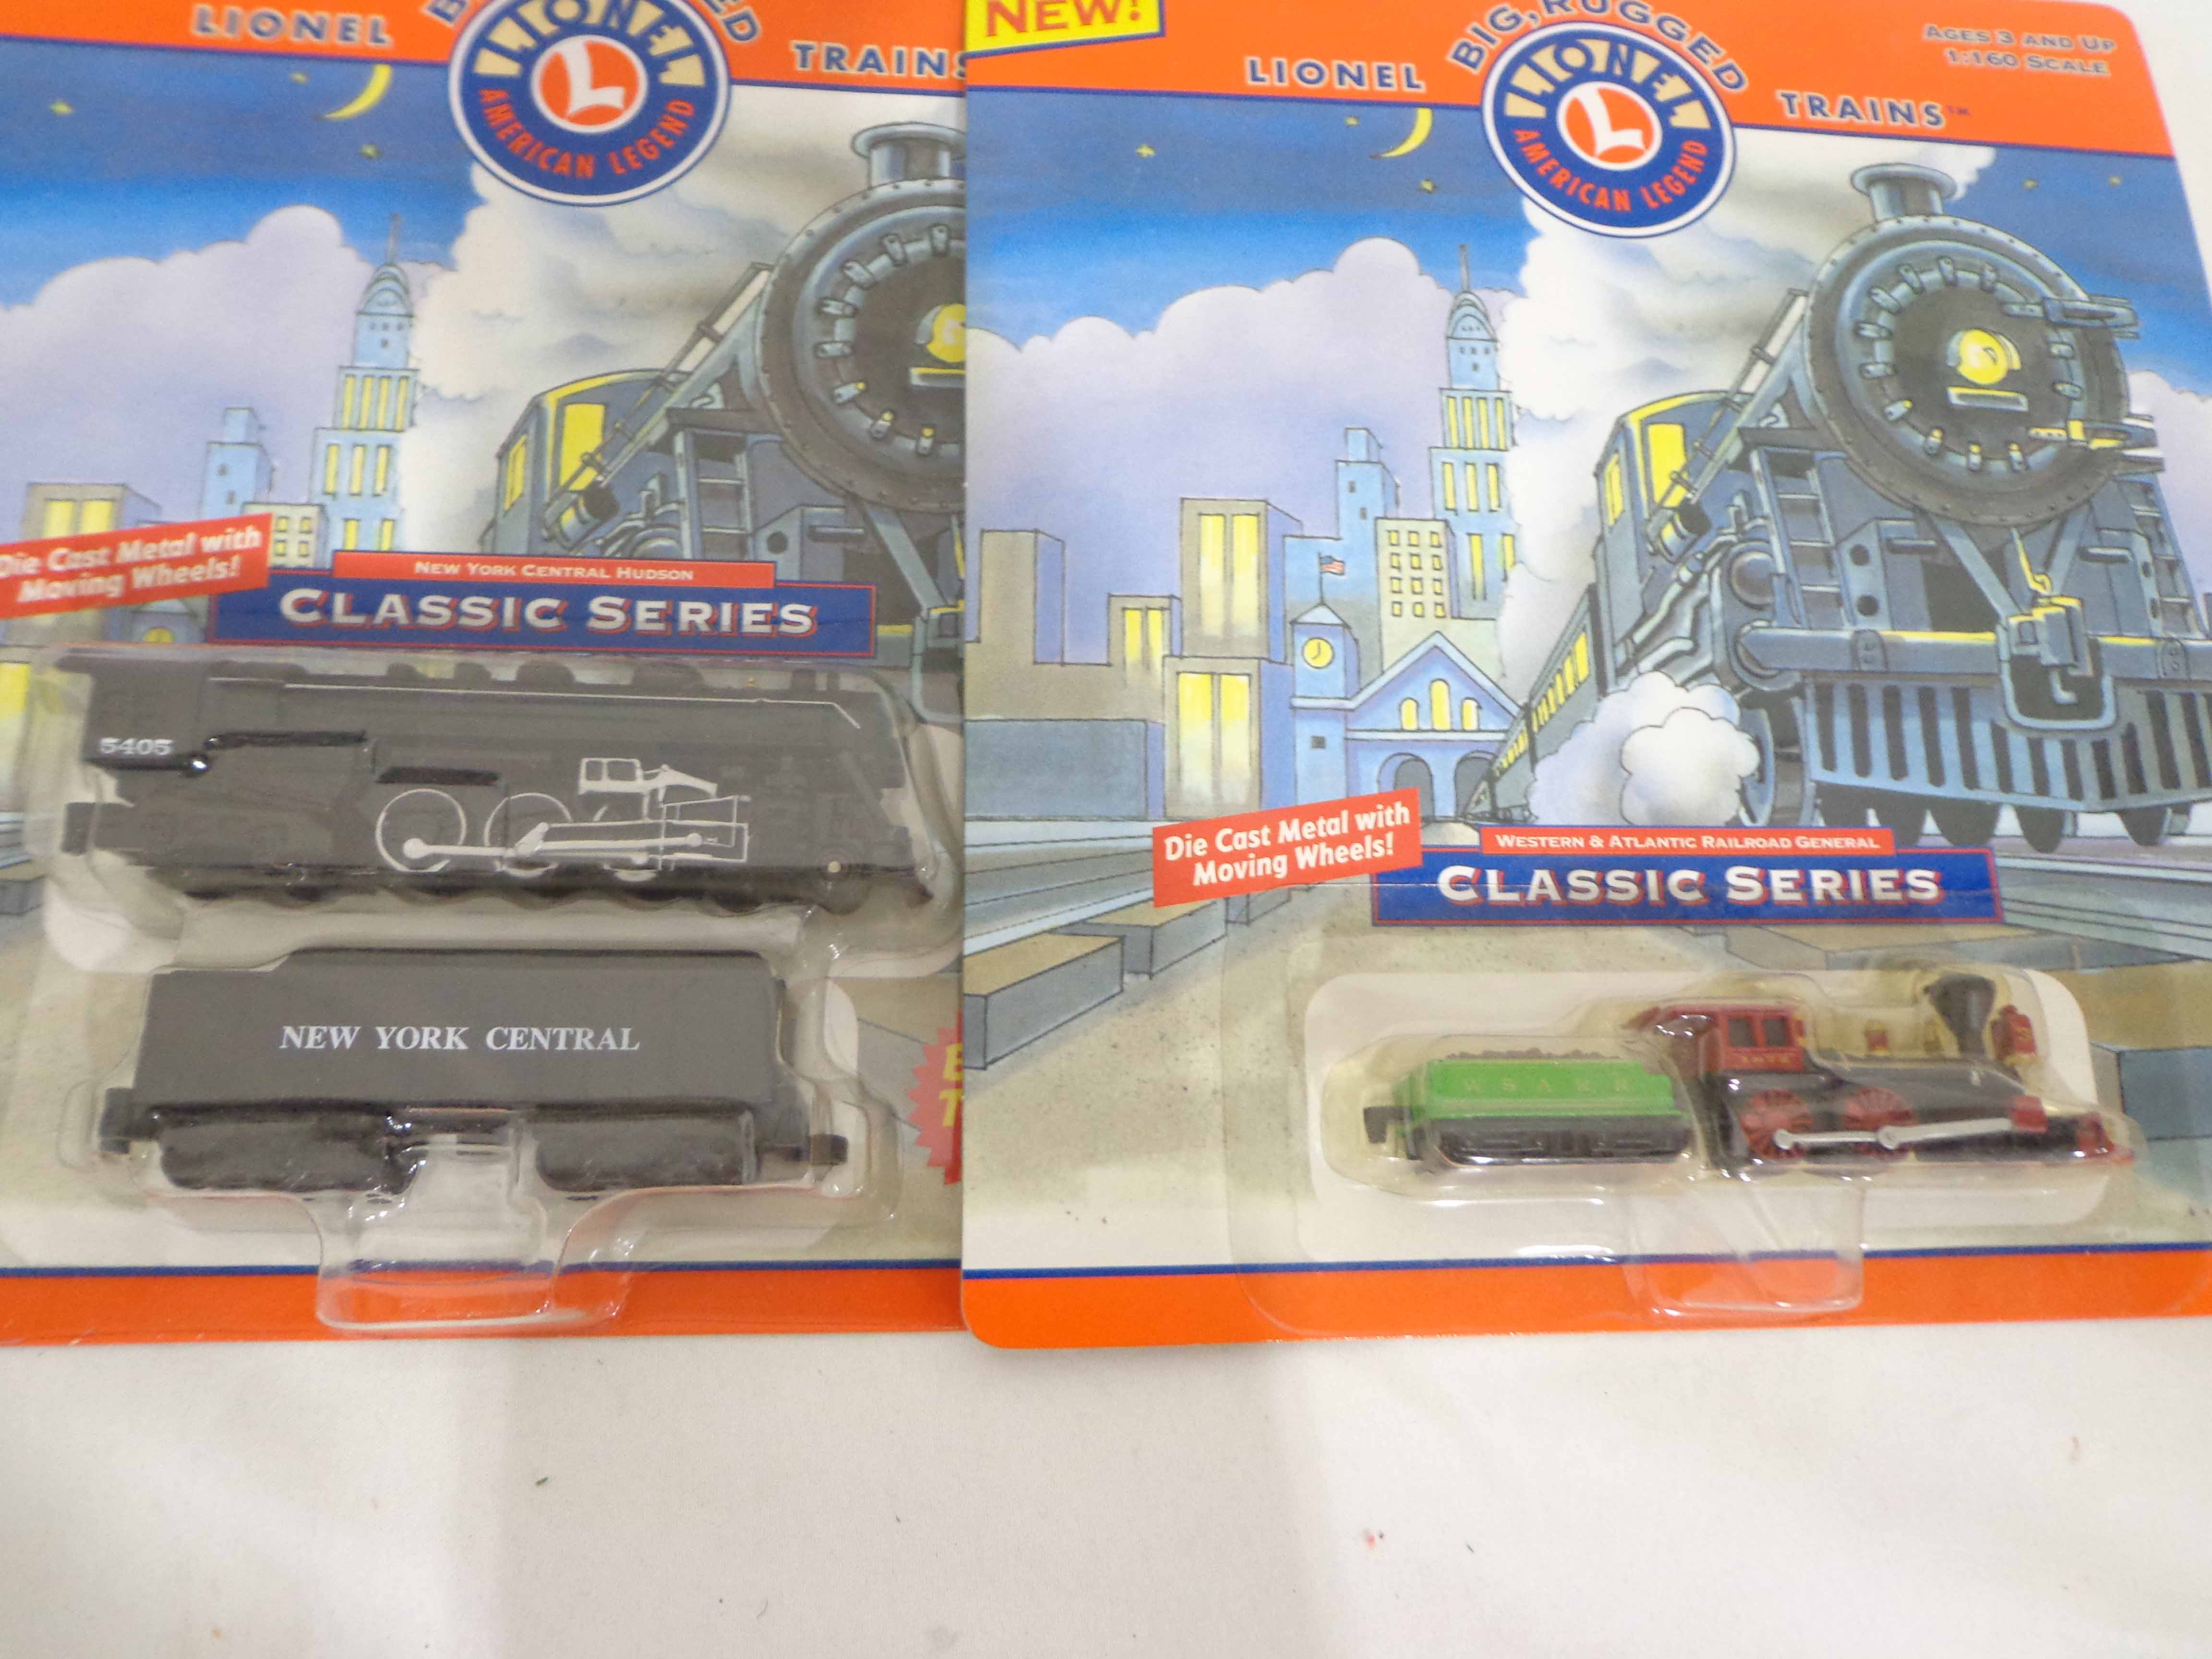 LIONEL
TRAINS
LIONEL
L
AMERICAN LEGEND
Die Cast Metal with
Moving Wheels!
NEW YORK CENTRAL HUDSON
CLASSIC SERIES
5405
NEW YORK CENTRAL
NEW!
LIONEL
BIG, RUGGED
TRAINS™
AGES 3 AND UP
1:160 SCALE
LIONEL
L
AMERICAN LEGEND
Die Cast Metal with
Moving Wheels!
WESTERN & ATLANTIC RAILROAD GENERAL
CLASSIC SERIES